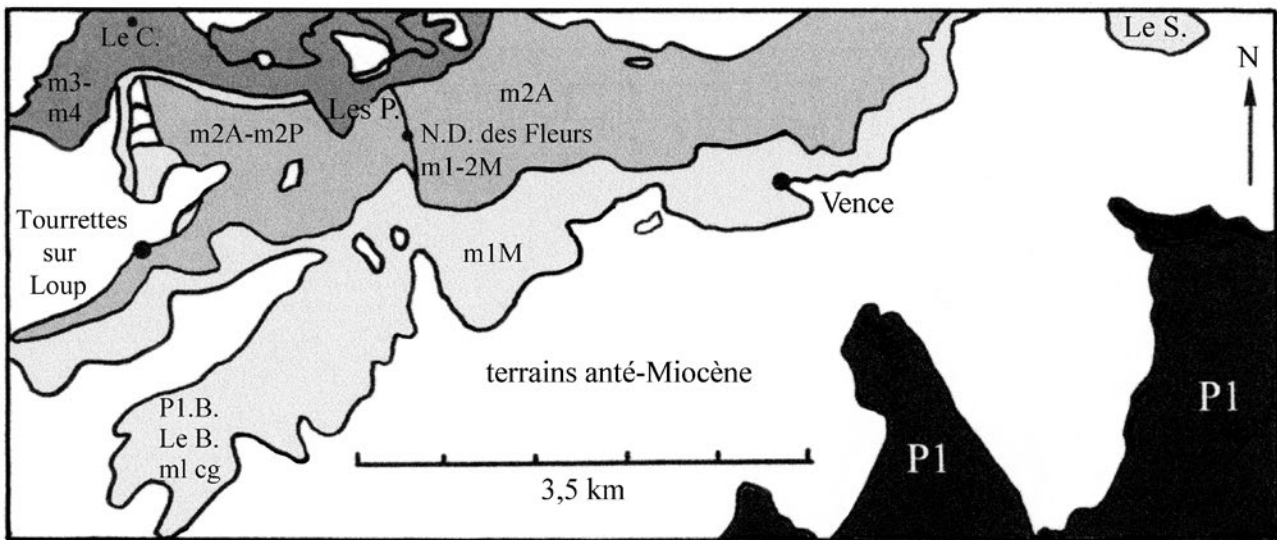 Le C.
Le S.
N
m3-
m4
Les P.
m2A
m2A-m2P
N.D. des Fleurs
m1-2M
Tourrettes
sur
Loup
Vence
m1M
terrains anté-Miocène
P1
P1
P1.B.
Le B.
ml cg
3,5 km